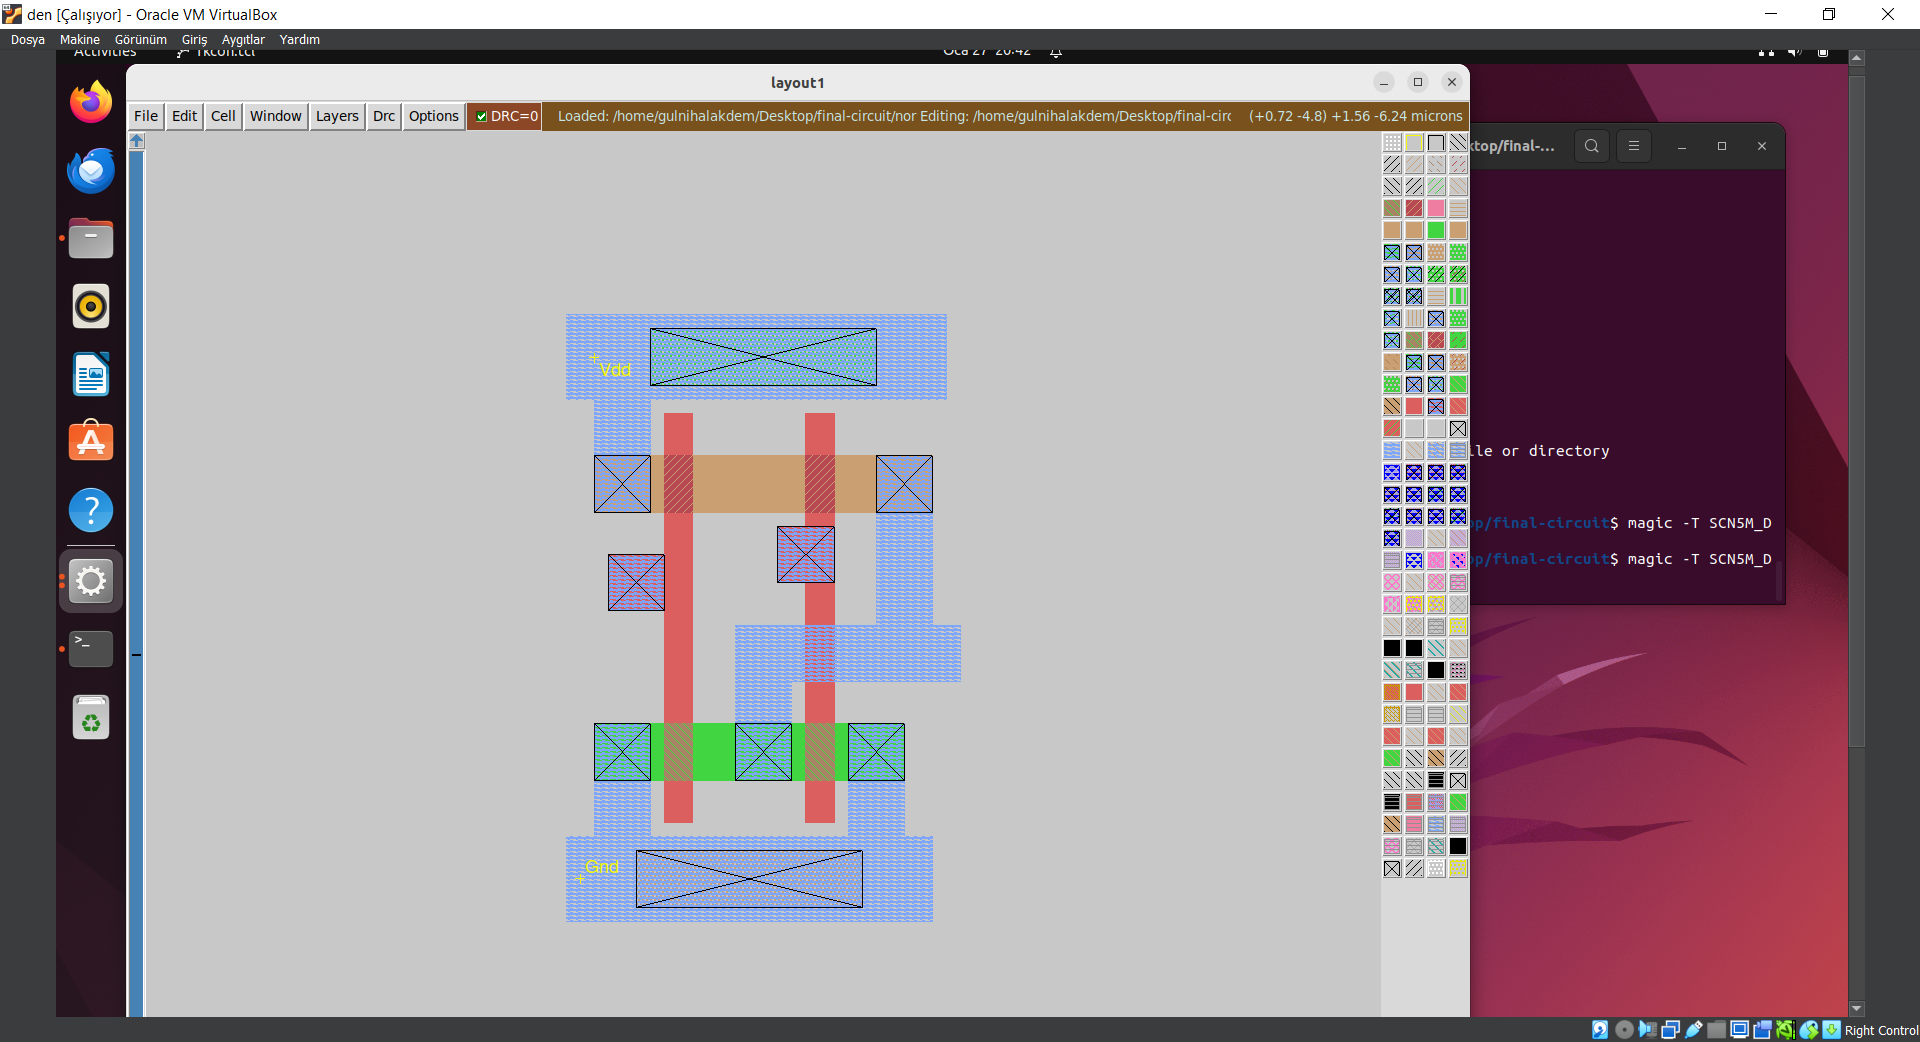 den [Çalışıyor] - Oracle VM VirtualBox
Dosya Makine Görünüm Giriş Aygıtlar Yardım
Activities Tkcon.tcl Oca 27 20:42
layout1
File Edit Cell Window Layers Drc Options DRC=0 Loaded: /home/gulnihalakdem/Desktop/final-circuit/nor Editing: /home/gulnihalakdem/Desktop/final-circ (+0.72 -4.8) +1.56 -6.24 microns
ktop/final-...
Vdd
ile or directory
op/final-circuit$ magic -T SCN5M_D
op/final-circuit$ magic -T SCN5M_D
Gnd
Right Control